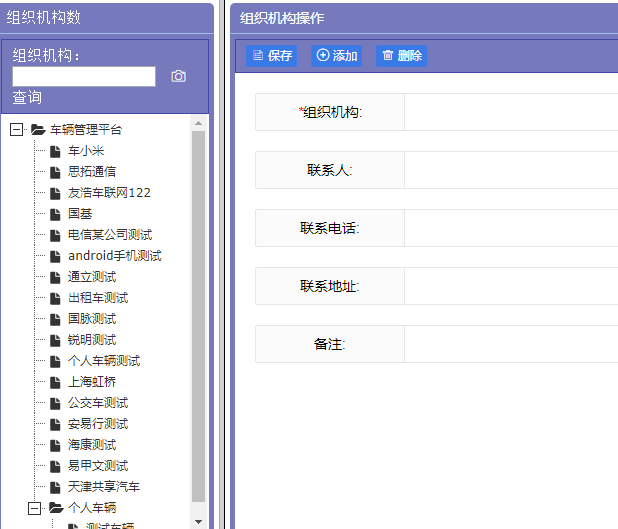 组织机构数
组织机构：
查询
车辆管理平台
车小米
思拓通信
友浩车联网122
国基
电信某公司测试
android手机测试
通立测试
出租车测试
国脉测试
锐明测试
个人车辆测试
上海虹桥
公交车测试
安易行测试
海康测试
易甲文测试
天津共享汽车
个人车辆
测试车辆
组织机构操作
保存 添加 删除
*组织机构:
联系人:
联系电话:
联系地址:
备注: